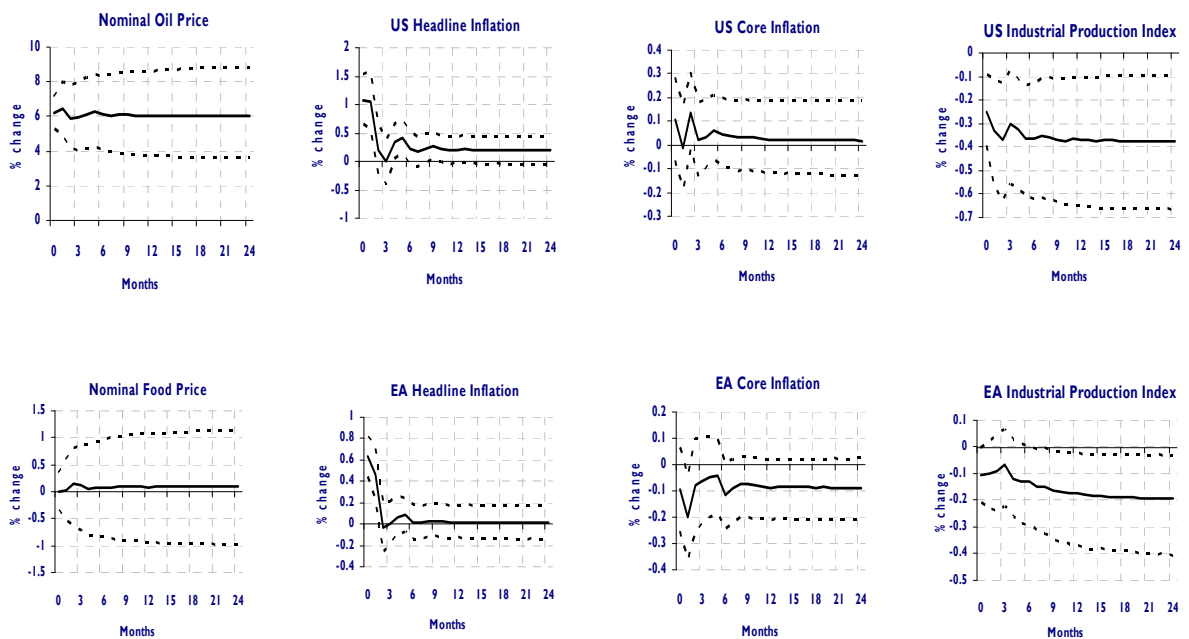 Nominal Oil Price
% change
10
8
6
4
2
0
0 3 6 9 12 15 18 21 24
Months
US Headline Inflation
% change
2
1.5
1
0.5
0
-0.5
-1
0 3 6 9 12 15 18 21 24
Months
US Core Inflation
% change
0.4
0.3
0.2
0.1
0
-0.1
-0.2
-0.3
0 3 6 9 12 15 18 21 24
Months
US Industrial Production Index
% change
0
-0.1
-0.2
-0.3
-0.4
-0.5
-0.6
-0.7
0 3 6 9 12 15 18 21 24
Months
Nominal Food Price
% change
1.5
1
0.5
0
-0.5
-1
-1.5
0 3 6 9 12 15 18 21 24
Months
EA Headline Inflation
% change
1
0.8
0.6
0.4
0.2
0
-0.2
-0.4
0 3 6 9 12 15 18 21 24
Months
EA Core Inflation
% change
0.2
0.1
0
-0.1
-0.2
-0.3
-0.4
0 3 6 9 12 15 18 21 24
Months
EA Industrial Production Index
% change
0.1
0
-0.1
-0.2
-0.3
-0.4
-0.5
0 3 6 9 12 15 18 21 24
Months